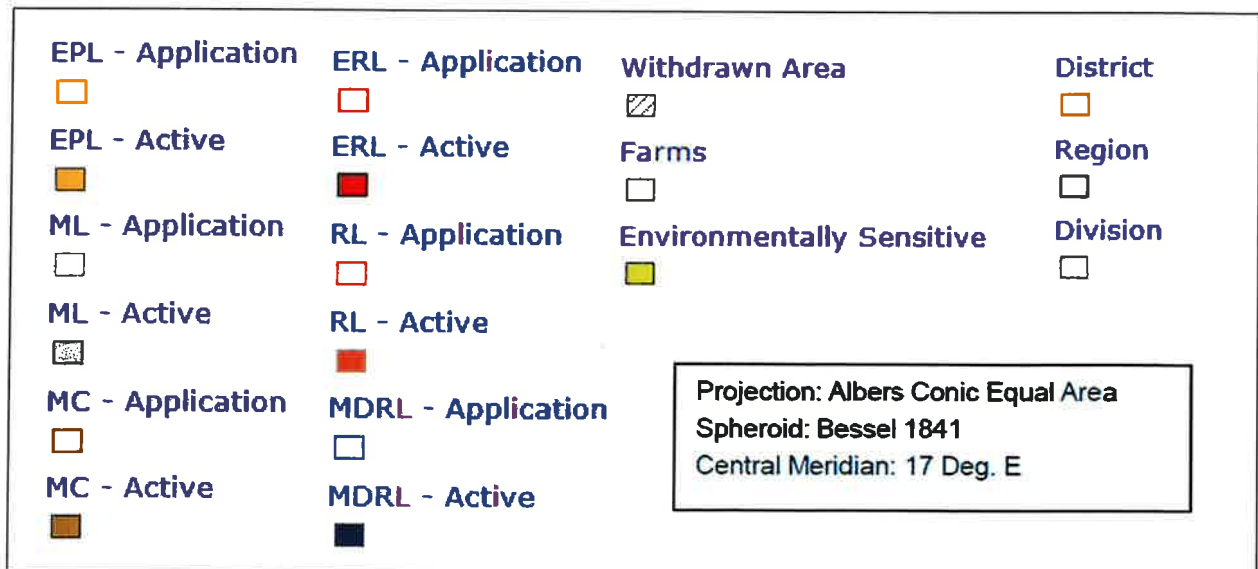 EPL - Application
EPL - Active
ML - Application
ML - Active
MC - Application
MC - Active
ERL - Application
ERL - Active
RL - Application
RL - Active
MDRL - Application
MDRL - Active
Withdrawn Area
Farms
Environmentally Sensitive
District
Region
Division
Projection: Albers Conic Equal Area
Spheroid: Bessel 1841
Central Meridian: 17 Deg. E